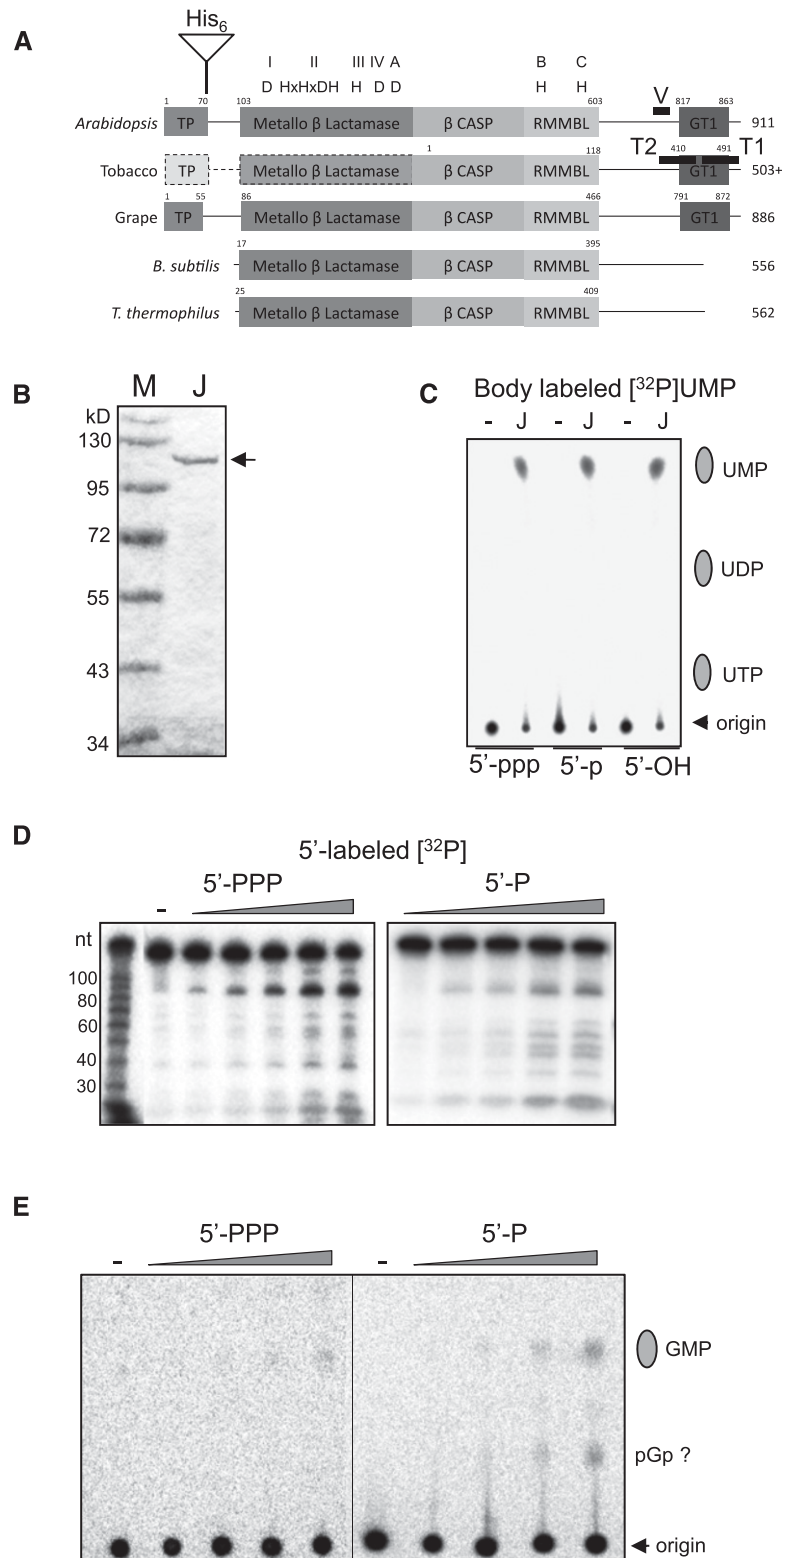 A
His6
I II III IV A B C
D HxHxDH H D D H H
V
1 70 103 603 817 863
Arabidopsis TP Metallo β Lactamase β CASP RMMBL GT1 911
1 118 T2 410 491 T1
Tobacco TP Metallo β Lactamase β CASP RMMBL GT1 503+
1 55 86 466 791 872
Grape TP Metallo β Lactamase β CASP RMMBL GT1 886
17 395
B. subtilis Metallo β Lactamase β CASP RMMBL 556
25 409
T. thermophilus Metallo β Lactamase β CASP RMMBL 562
B
M J
kD
130
95
72
55
43
34
C
Body labeled [32P]UMP
- J - J - J
UMP
UDP
UTP
origin
5’-ppp 5’-p 5’-OH
D
5’-labeled [32P]
5’-PPP 5’-P
-
nt
100
80
60
40
30
E
5’-PPP 5’-P
- -
GMP
pGp ?
origin